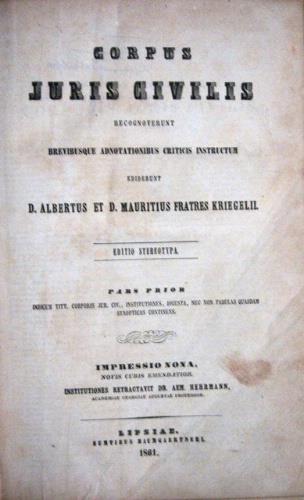 CORPUS
JURIS CIVILIS
RECOGNOVERUNT
BREVIBUSQUE ADNOTATIONIBUS CRITICIS INSTRUCTUM
EDIDERUNT
D. ALBERTUS ET D. MAURITIUS FRATRES KRIEGELII.
EDITIO STEREOTYPA.
PARS PRIOR
INDICUM TITT. CORPORIS JUR. CIV., INSTITUTIONES, DIGESTA, NEC NON TABULAS QUASDAM
SYNOPTICAS CONTINENS.
IMPRESSIO NONA,
NOVIS CURIS EMENDATIOR.
INSTITUTIONES RETRACTAVIT DR. AEM. HERRMANN,
ACADEMIAE GEORGIAE AUGUSTAE PROFESSOR.
LIPSIAE,
SUMTIBUS BAUMGAERTNERI.
1861.